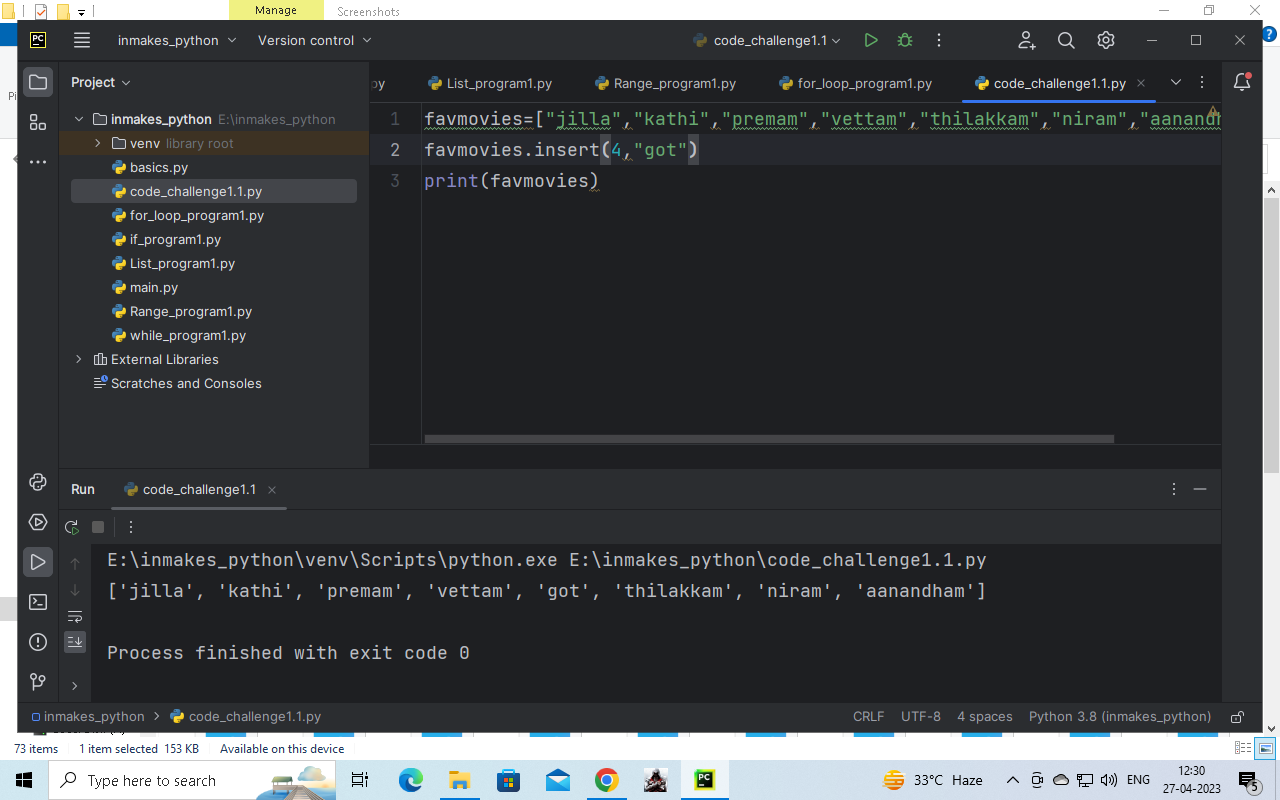 Manage
Screenshots
PC
inmakes_python
Version control
code_challenge1.1
Project
py
List_program1.py
Range_program1.py
for_loop_program1.py
code_challenge1.1.py
inmakes_python E:\inmakes_python
venv library root
basics.py
code_challenge1.1.py
for_loop_program1.py
if_program1.py
List_program1.py
main.py
Range_program1.py
while_program1.py
External Libraries
Scratches and Consoles
1 favmovies=["jilla","kathi","premam","vettam","thilakkam","niram","aanandh
2 favmovies.insert(4,"got")
3 print(favmovies)
Run
code_challenge1.1
E:\inmakes_python\venv\Scripts\python.exe E:\inmakes_python\code_challenge1.1.py
['jilla', 'kathi', 'premam', 'vettam', 'got', 'thilakkam', 'niram', 'aanandham']
Process finished with exit code 0
inmakes_python > code_challenge1.1.py
CRLF UTF-8 4 spaces Python 3.8 (inmakes_python)
73 items 1 item selected 153 KB Available on this device
Type here to search
PC
33°C Haze
ENG
12:30
27-04-2023
5